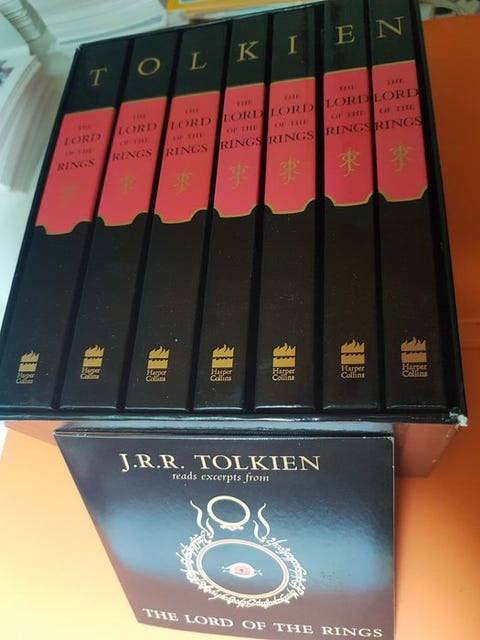 T O L K I E N
THE
LORD
OF THE
RINGS
THE
LORD
OF THE
RINGS
THE
LORD
OF THE
RINGS
THE
LORD
OF THE
RINGS
THE
LORD
OF THE
RINGS
THE
LORD
OF THE
RINGS
THE
LORD
OF THE
RINGS
Harper
Collins
Harper
Collins
Harper
Collins
Harper
Collins
Harper
Collins
Harper
Collins
Harper
Collins
J.R.R. TOLKIEN
reads excerpts from
THE LORD OF THE RINGS